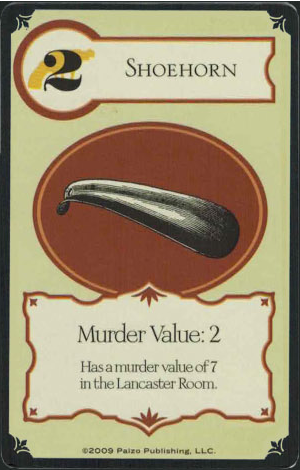 2
SHOEHORN
Murder Value: 2
Has a murder value of 7
in the Lancaster Room.
©2009 Paizo Publishing, LLC.